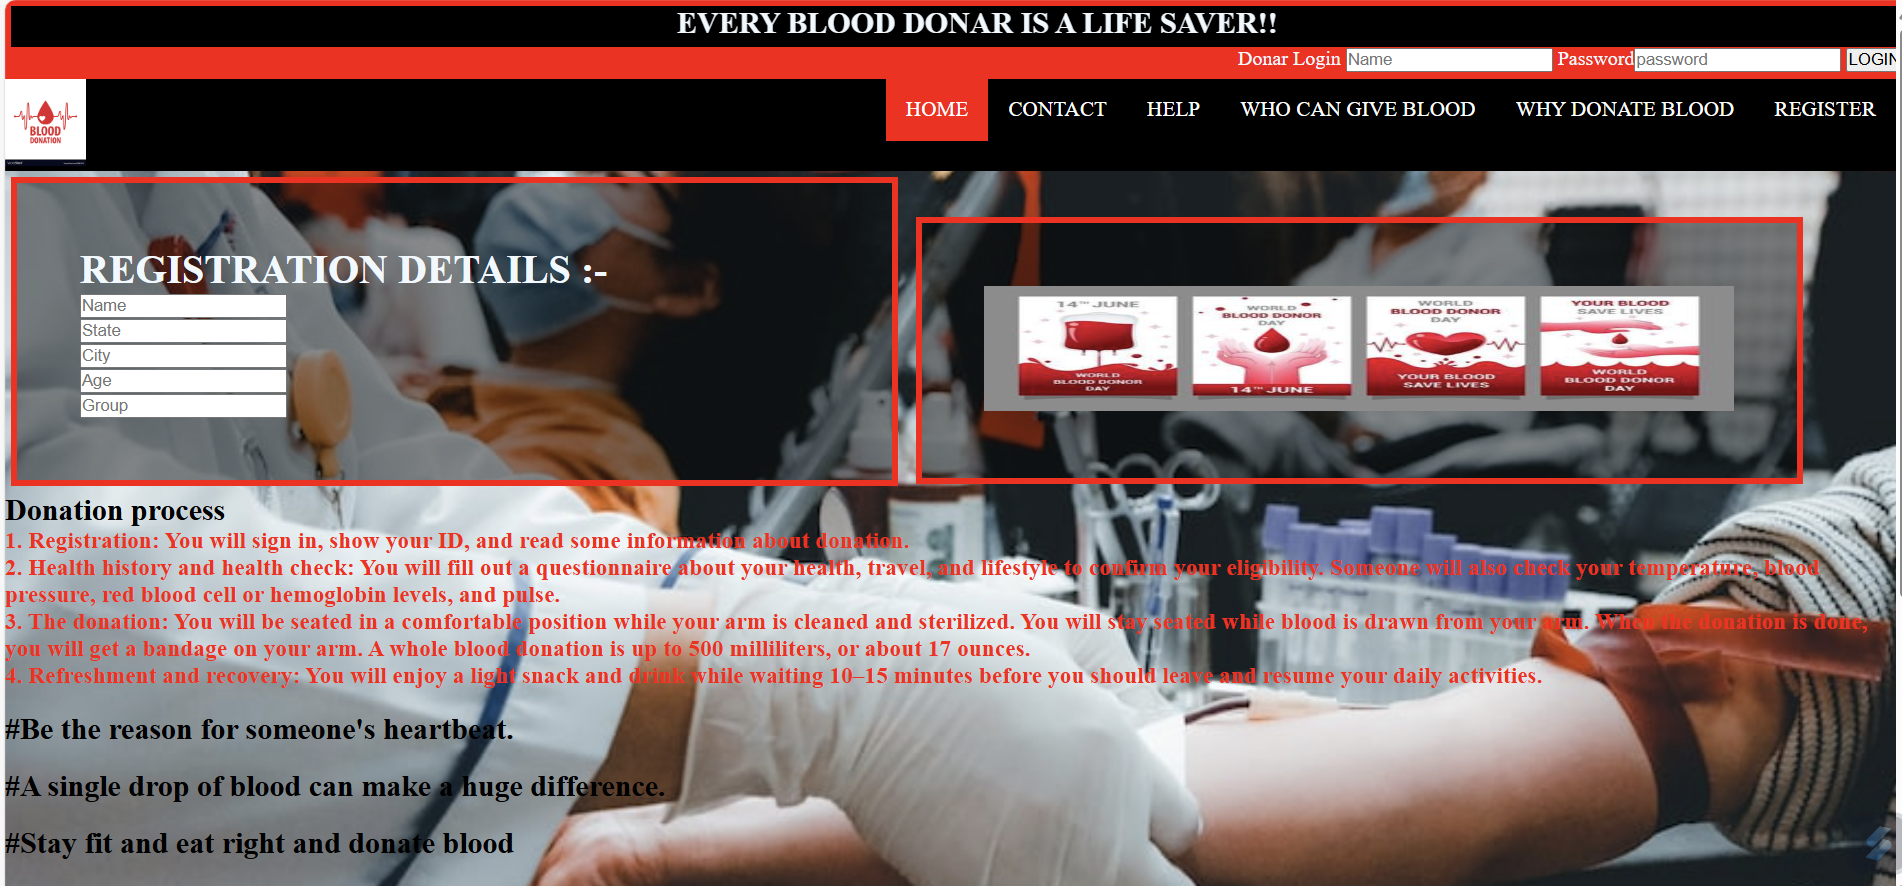 EVERY BLOOD DONAR IS A LIFE SAVER!!
Donar Login Name Password password LOGIN
BLOOD
DONATION
HOME CONTACT HELP WHO CAN GIVE BLOOD WHY DONATE BLOOD REGISTER
REGISTRATION DETAILS :-
Name
State
City
Age
Group
14TH JUNE
WORLD
BLOOD DONOR
DAY
WORLD
BLOOD DONOR
DAY
14TH JUNE
WORLD
BLOOD DONOR
DAY
YOUR BLOOD
SAVE LIVES
YOUR BLOOD
SAVE LIVES
WORLD
BLOOD DONOR
DAY
Donation process
1. Registration: You will sign in, show your ID, and read some information about donation.
2. Health history and health check: You will fill out a questionnaire about your health, travel, and lifestyle to confirm your eligibility. Someone will also check your temperature, blood
pressure, red blood cell or hemoglobin levels, and pulse.
3. The donation: You will be seated in a comfortable position while your arm is cleaned and sterilized. You will stay seated while blood is drawn from your arm. When the donation is done,
you will get a bandage on your arm. A whole blood donation is up to 500 milliliters, or about 17 ounces.
4. Refreshment and recovery: You will enjoy a light snack and drink while waiting 10–15 minutes before you should leave and resume your daily activities.
#Be the reason for someone's heartbeat.
#A single drop of blood can make a huge difference.
#Stay fit and eat right and donate blood